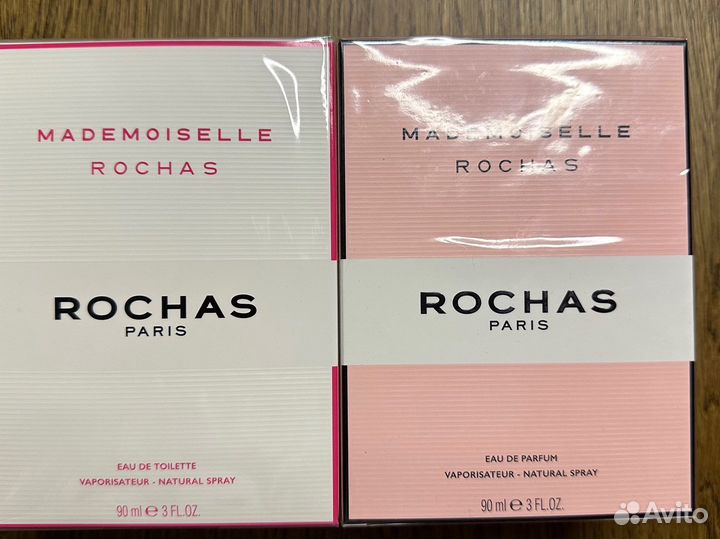 MADEMOISELLE
ROCHAS
ROCHAS
PARIS
EAU DE TOILETTE
VAPORISATEUR - NATURAL SPRAY
90 ml ℮ 3 FL.OZ.
MADEMOISELLE
ROCHAS
ROCHAS
PARIS
EAU DE PARFUM
VAPORISATEUR - NATURAL SPRAY
90 ml ℮ 3 FL.OZ.
Avito